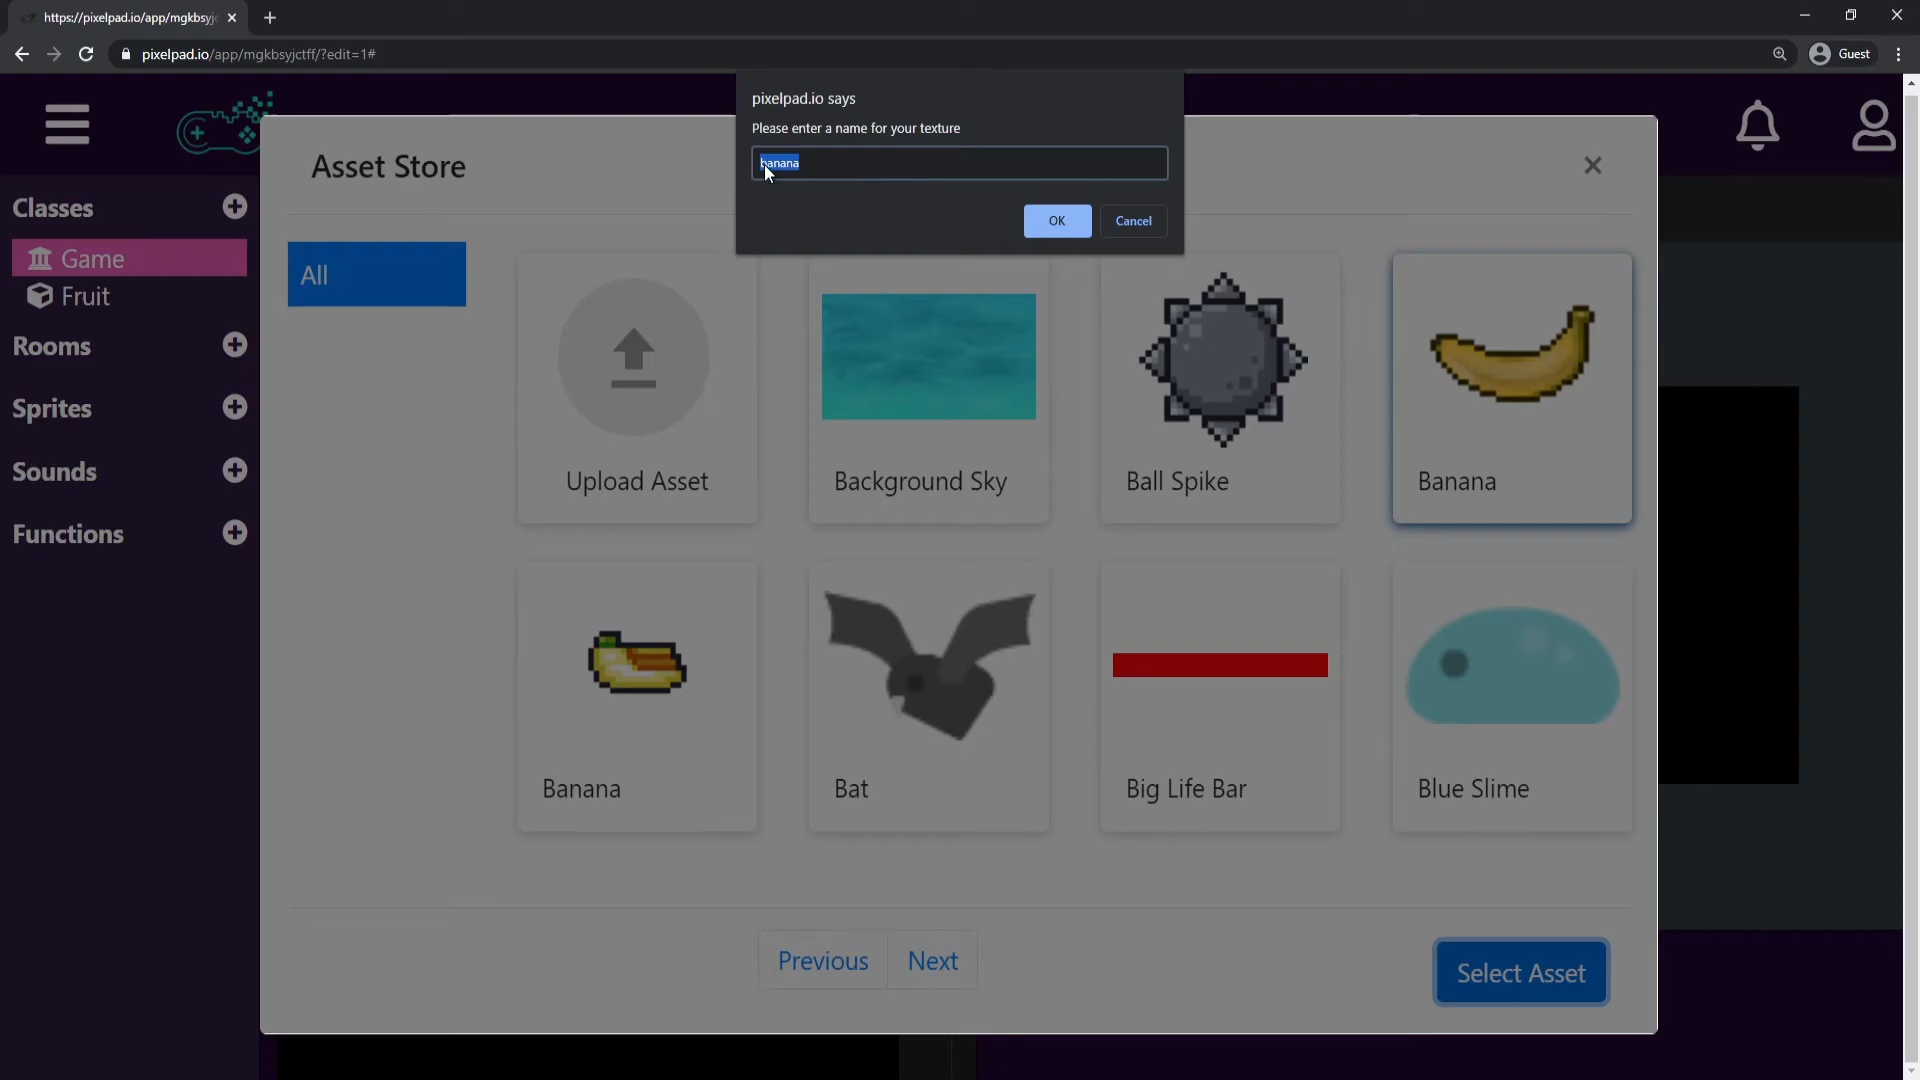 https://pixelpad.io/app/mgkbsyjc
pixelpad.io/app/mgkbsyjctff/?edit=1#
Guest
pixelpad.io says
Please enter a name for your texture
banana
OK
Cancel
Asset Store
Classes
Game
Fruit
Rooms
Sprites
Sounds
Functions
All
Upload Asset
Background Sky
Ball Spike
Banana
Banana
Bat
Big Life Bar
Blue Slime
Previous
Next
Select Asset